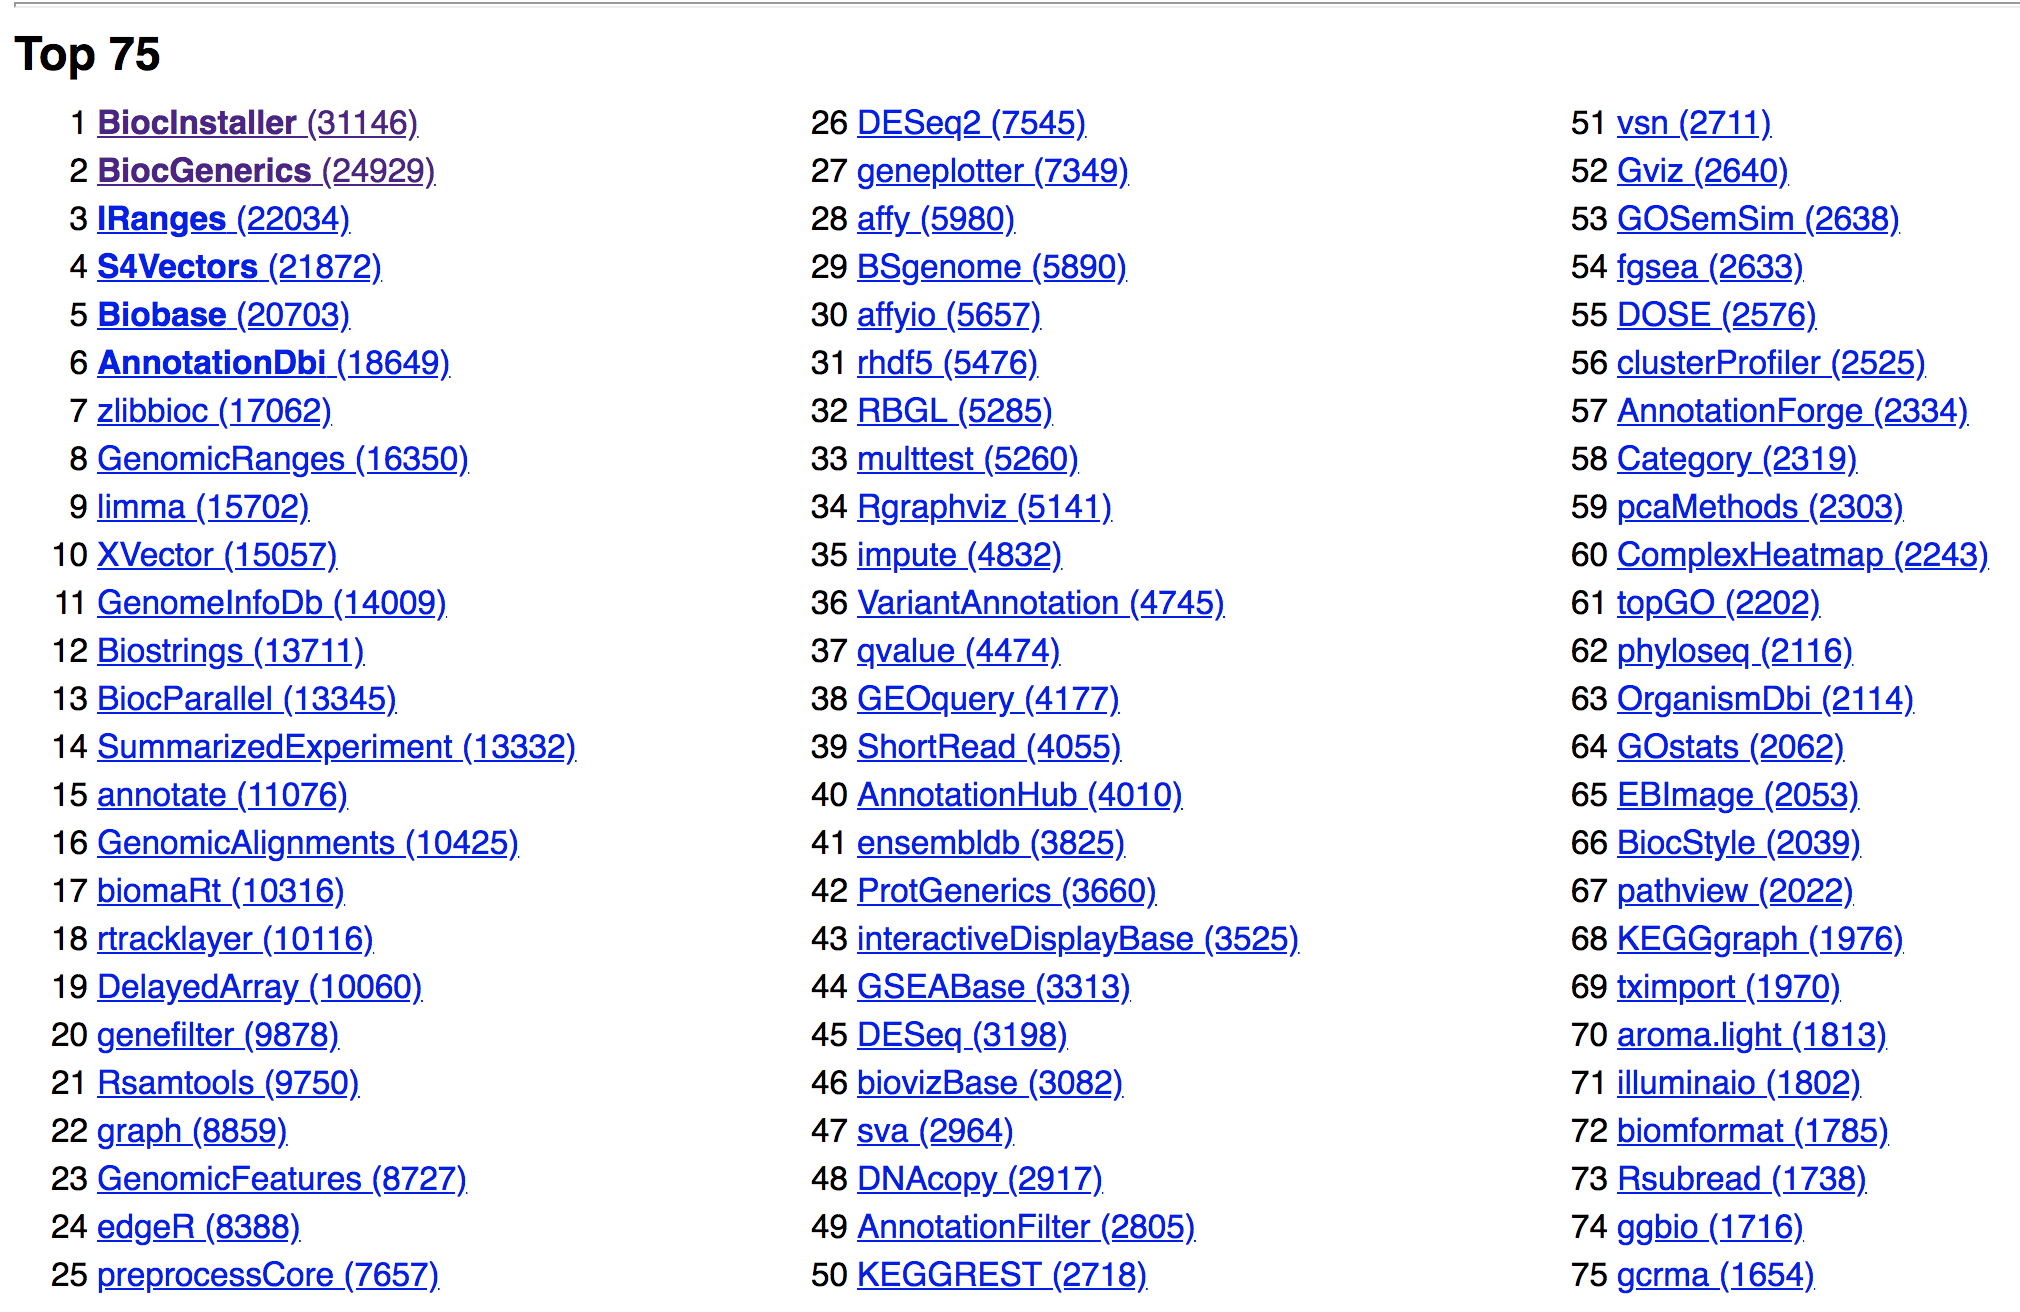 Top 75
1 BiocInstaller (31146)
2 BiocGenerics (24929)
3 IRanges (22034)
4 S4Vectors (21872)
5 Biobase (20703)
6 AnnotationDbi (18649)
7 zlibbioc (17062)
8 GenomicRanges (16350)
9 limma (15702)
10 XVector (15057)
11 GenomeInfoDb (14009)
12 Biostrings (13711)
13 BiocParallel (13345)
14 SummarizedExperiment (13332)
15 annotate (11076)
16 GenomicAlignments (10425)
17 biomaRt (10316)
18 rtracklayer (10116)
19 DelayedArray (10060)
20 genefilter (9878)
21 Rsamtools (9750)
22 graph (8859)
23 GenomicFeatures (8727)
24 edgeR (8388)
25 preprocessCore (7657)
26 DESeq2 (7545)
27 geneplotter (7349)
28 affy (5980)
29 BSgenome (5890)
30 affyio (5657)
31 rhdf5 (5476)
32 RBGL (5285)
33 multtest (5260)
34 Rgraphviz (5141)
35 impute (4832)
36 VariantAnnotation (4745)
37 qvalue (4474)
38 GEOquery (4177)
39 ShortRead (4055)
40 AnnotationHub (4010)
41 ensembldb (3825)
42 ProtGenerics (3660)
43 interactiveDisplayBase (3525)
44 GSEABase (3313)
45 DESeq (3198)
46 biovizBase (3082)
47 sva (2964)
48 DNAcopy (2917)
49 AnnotationFilter (2805)
50 KEGGREST (2718)
51 vsn (2711)
52 Gviz (2640)
53 GOSemSim (2638)
54 fgsea (2633)
55 DOSE (2576)
56 clusterProfiler (2525)
57 AnnotationForge (2334)
58 Category (2319)
59 pcaMethods (2303)
60 ComplexHeatmap (2243)
61 topGO (2202)
62 phyloseq (2116)
63 OrganismDbi (2114)
64 GOstats (2062)
65 EBImage (2053)
66 BiocStyle (2039)
67 pathview (2022)
68 KEGGgraph (1976)
69 tximport (1970)
70 aroma.light (1813)
71 illuminaio (1802)
72 biomformat (1785)
73 Rsubread (1738)
74 ggbio (1716)
75 gcrma (1654)